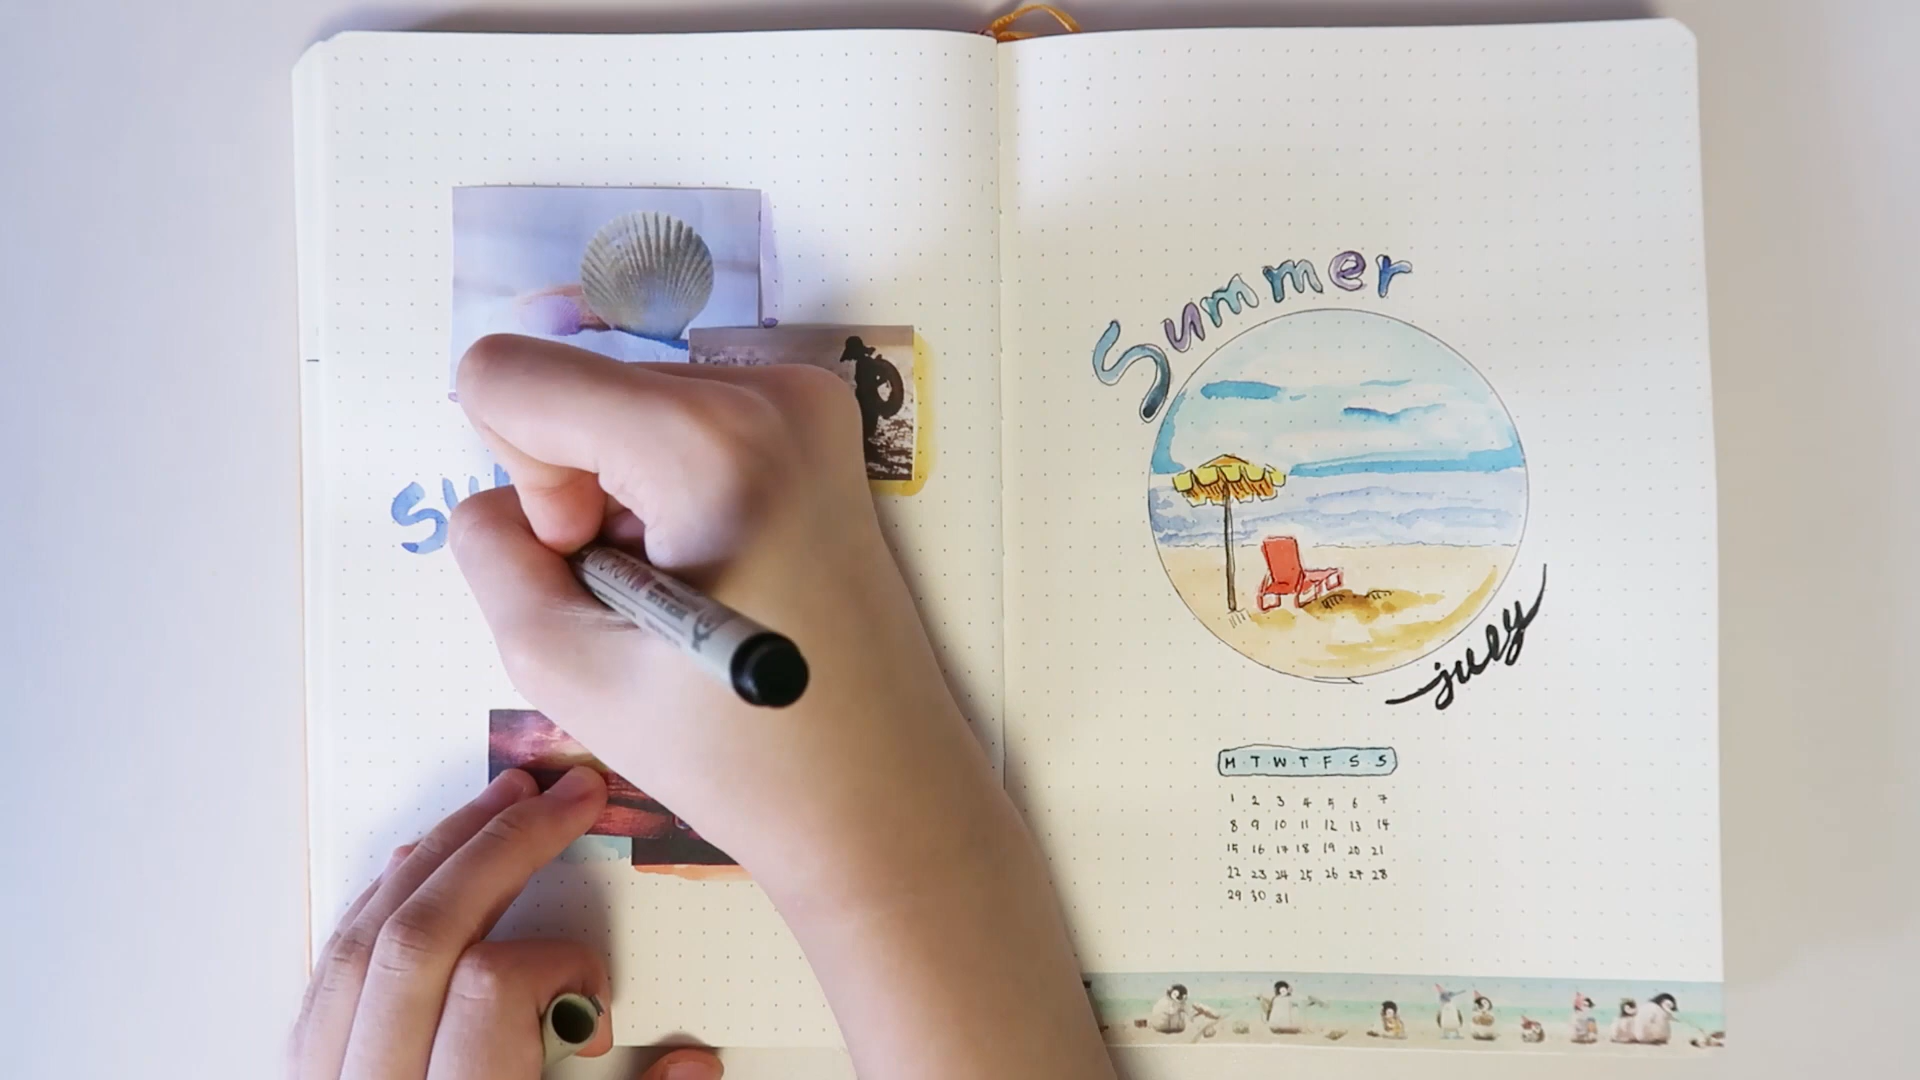 Su
Summer
july
M T W T F S S
1 2 3 4 5 6 7
8 9 10 11 12 13 14
15 16 17 18 19 20 21
22 23 24 25 26 27 28
29 30 31